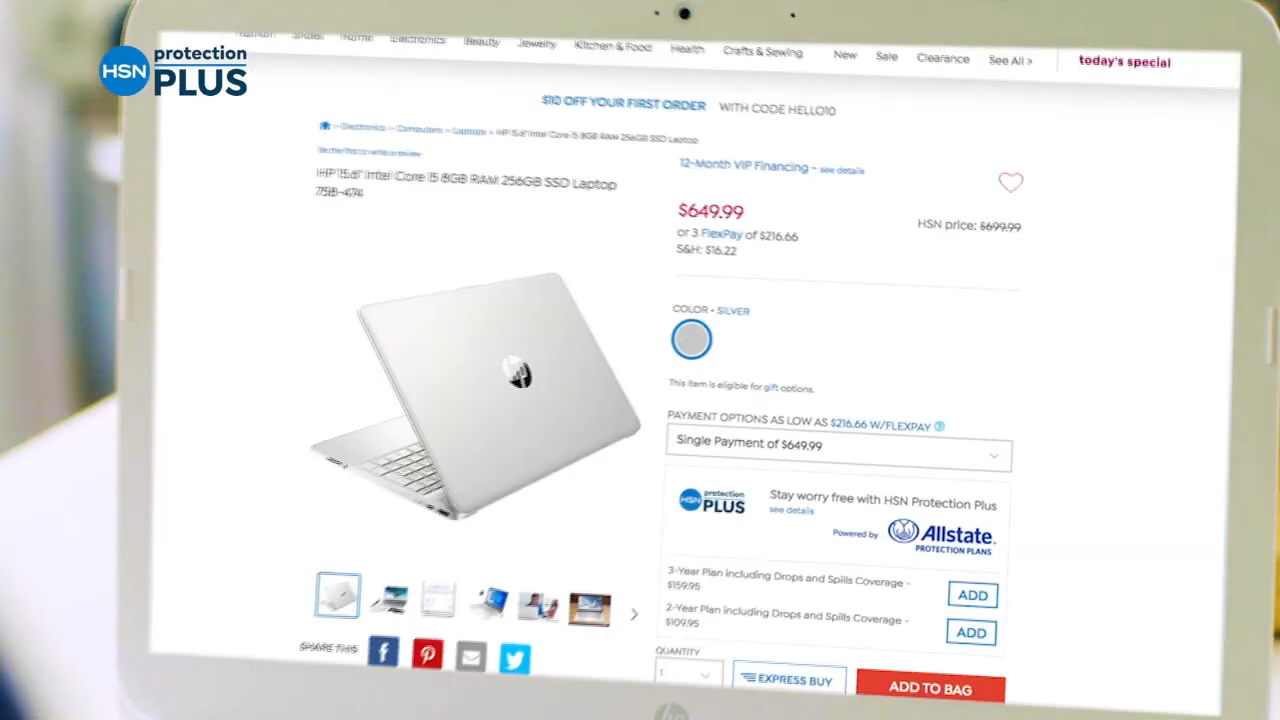 HSN protection
PLUS
Fashion Shoes Home Electronics Beauty Jewelry Kitchen & Food Health Crafts & Sewing New Sale Clearance See All > today's special
$10 OFF YOUR FIRST ORDER WITH CODE HELLO10
> Electronics > Computers > Laptops > HP 15.6" Intel Core i5 8GB RAM 256GB SSD Laptop
Be the first to write a review
HP 15.6" Intel Core i5 8GB RAM 256GB SSD Laptop
758-474
12-Month VIP Financing - see details
$649.99
HSN price: $699.99
or 3 FlexPay of $216.66
S&H: $16.22
COLOR - SILVER
This item is eligible for gift options.
PAYMENT OPTIONS AS LOW AS $216.66 W/FLEXPAY ?
Single Payment of $649.99
HSN protection
PLUS
Stay worry free with HSN Protection Plus
see details
Powered by Allstate.
PROTECTION PLANS
3-Year Plan including Drops and Spills Coverage -
$159.95
ADD
2-Year Plan including Drops and Spills Coverage -
$109.95
ADD
SHARE THIS
QUANTITY
1
EXPRESS BUY
ADD TO BAG
hp